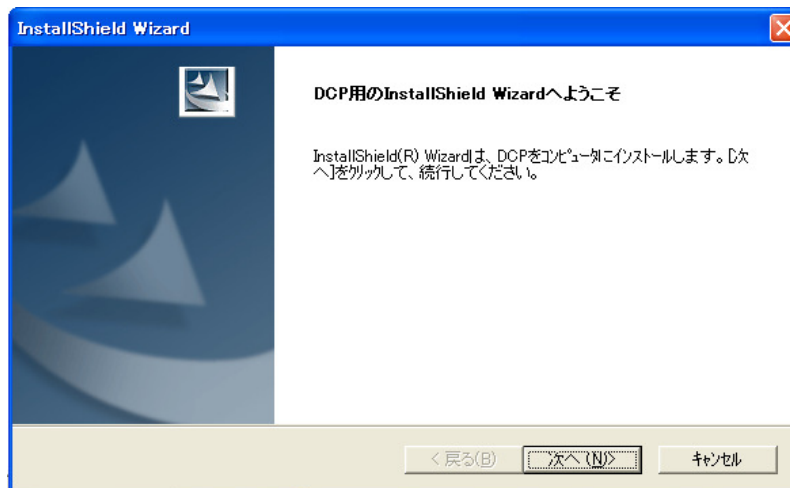 InstallShield Wizard
DCP用のInstallShield Wizardへようこそ
InstallShield(R) Wizardは、DCPをコンピュータにインストールします。[次
へ]をクリックして、続行してください。
< 戻る(B)
次へ (N)>
キャンセル